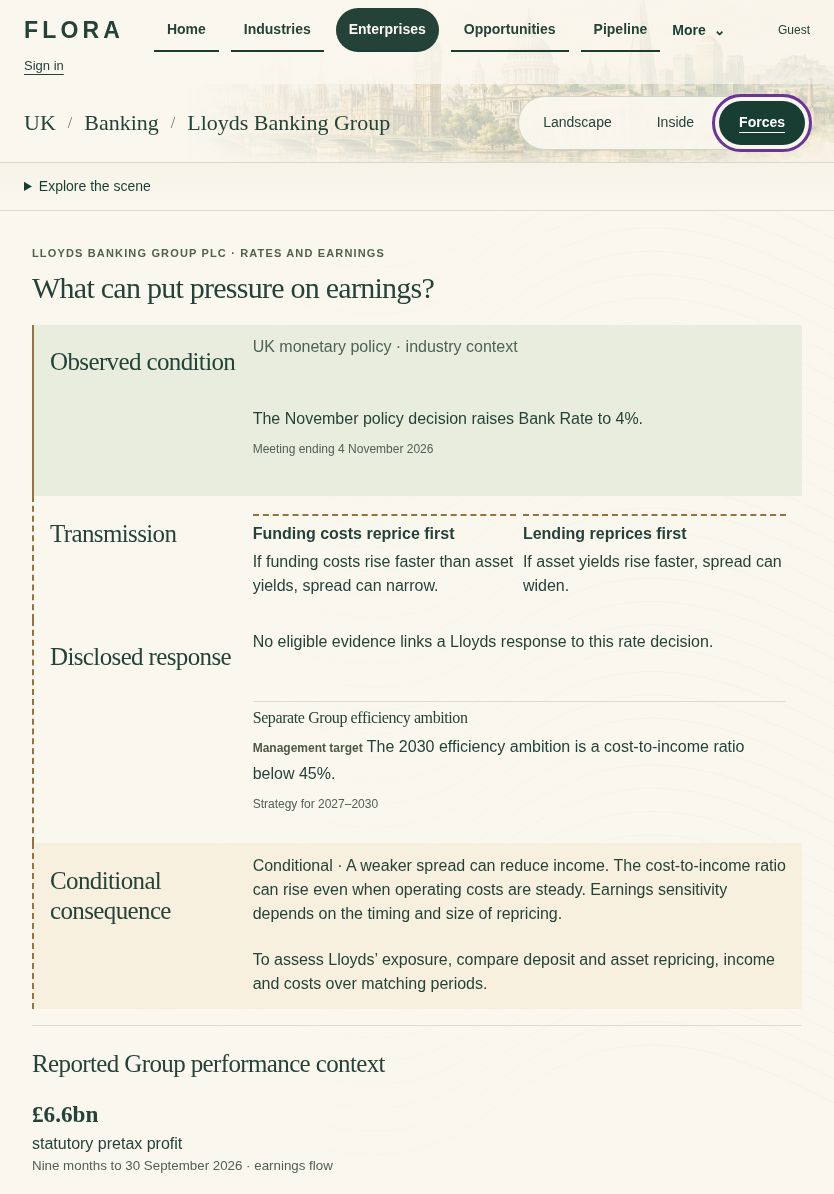 FLORA
Home
Industries
Enterprises
Opportunities
Pipeline
More
Guest
Sign in
UK / Banking / Lloyds Banking Group
Landscape
Inside
Forces
Explore the scene
LLOYDS BANKING GROUP PLC · RATES AND EARNINGS
What can put pressure on earnings?
Observed condition
UK monetary policy · industry context
The November policy decision raises Bank Rate to 4%.
Meeting ending 4 November 2026
Transmission
Funding costs reprice first
If funding costs rise faster than asset
yields, spread can narrow.
Lending reprices first
If asset yields rise faster, spread can
widen.
Disclosed response
No eligible evidence links a Lloyds response to this rate decision.
Separate Group efficiency ambition
Management target The 2030 efficiency ambition is a cost-to-income ratio
below 45%.
Strategy for 2027–2030
Conditional
consequence
Conditional · A weaker spread can reduce income. The cost-to-income ratio
can rise even when operating costs are steady. Earnings sensitivity
depends on the timing and size of repricing.
To assess Lloyds’ exposure, compare deposit and asset repricing, income
and costs over matching periods.
Reported Group performance context
£6.6bn
statutory pretax profit
Nine months to 30 September 2026 · earnings flow